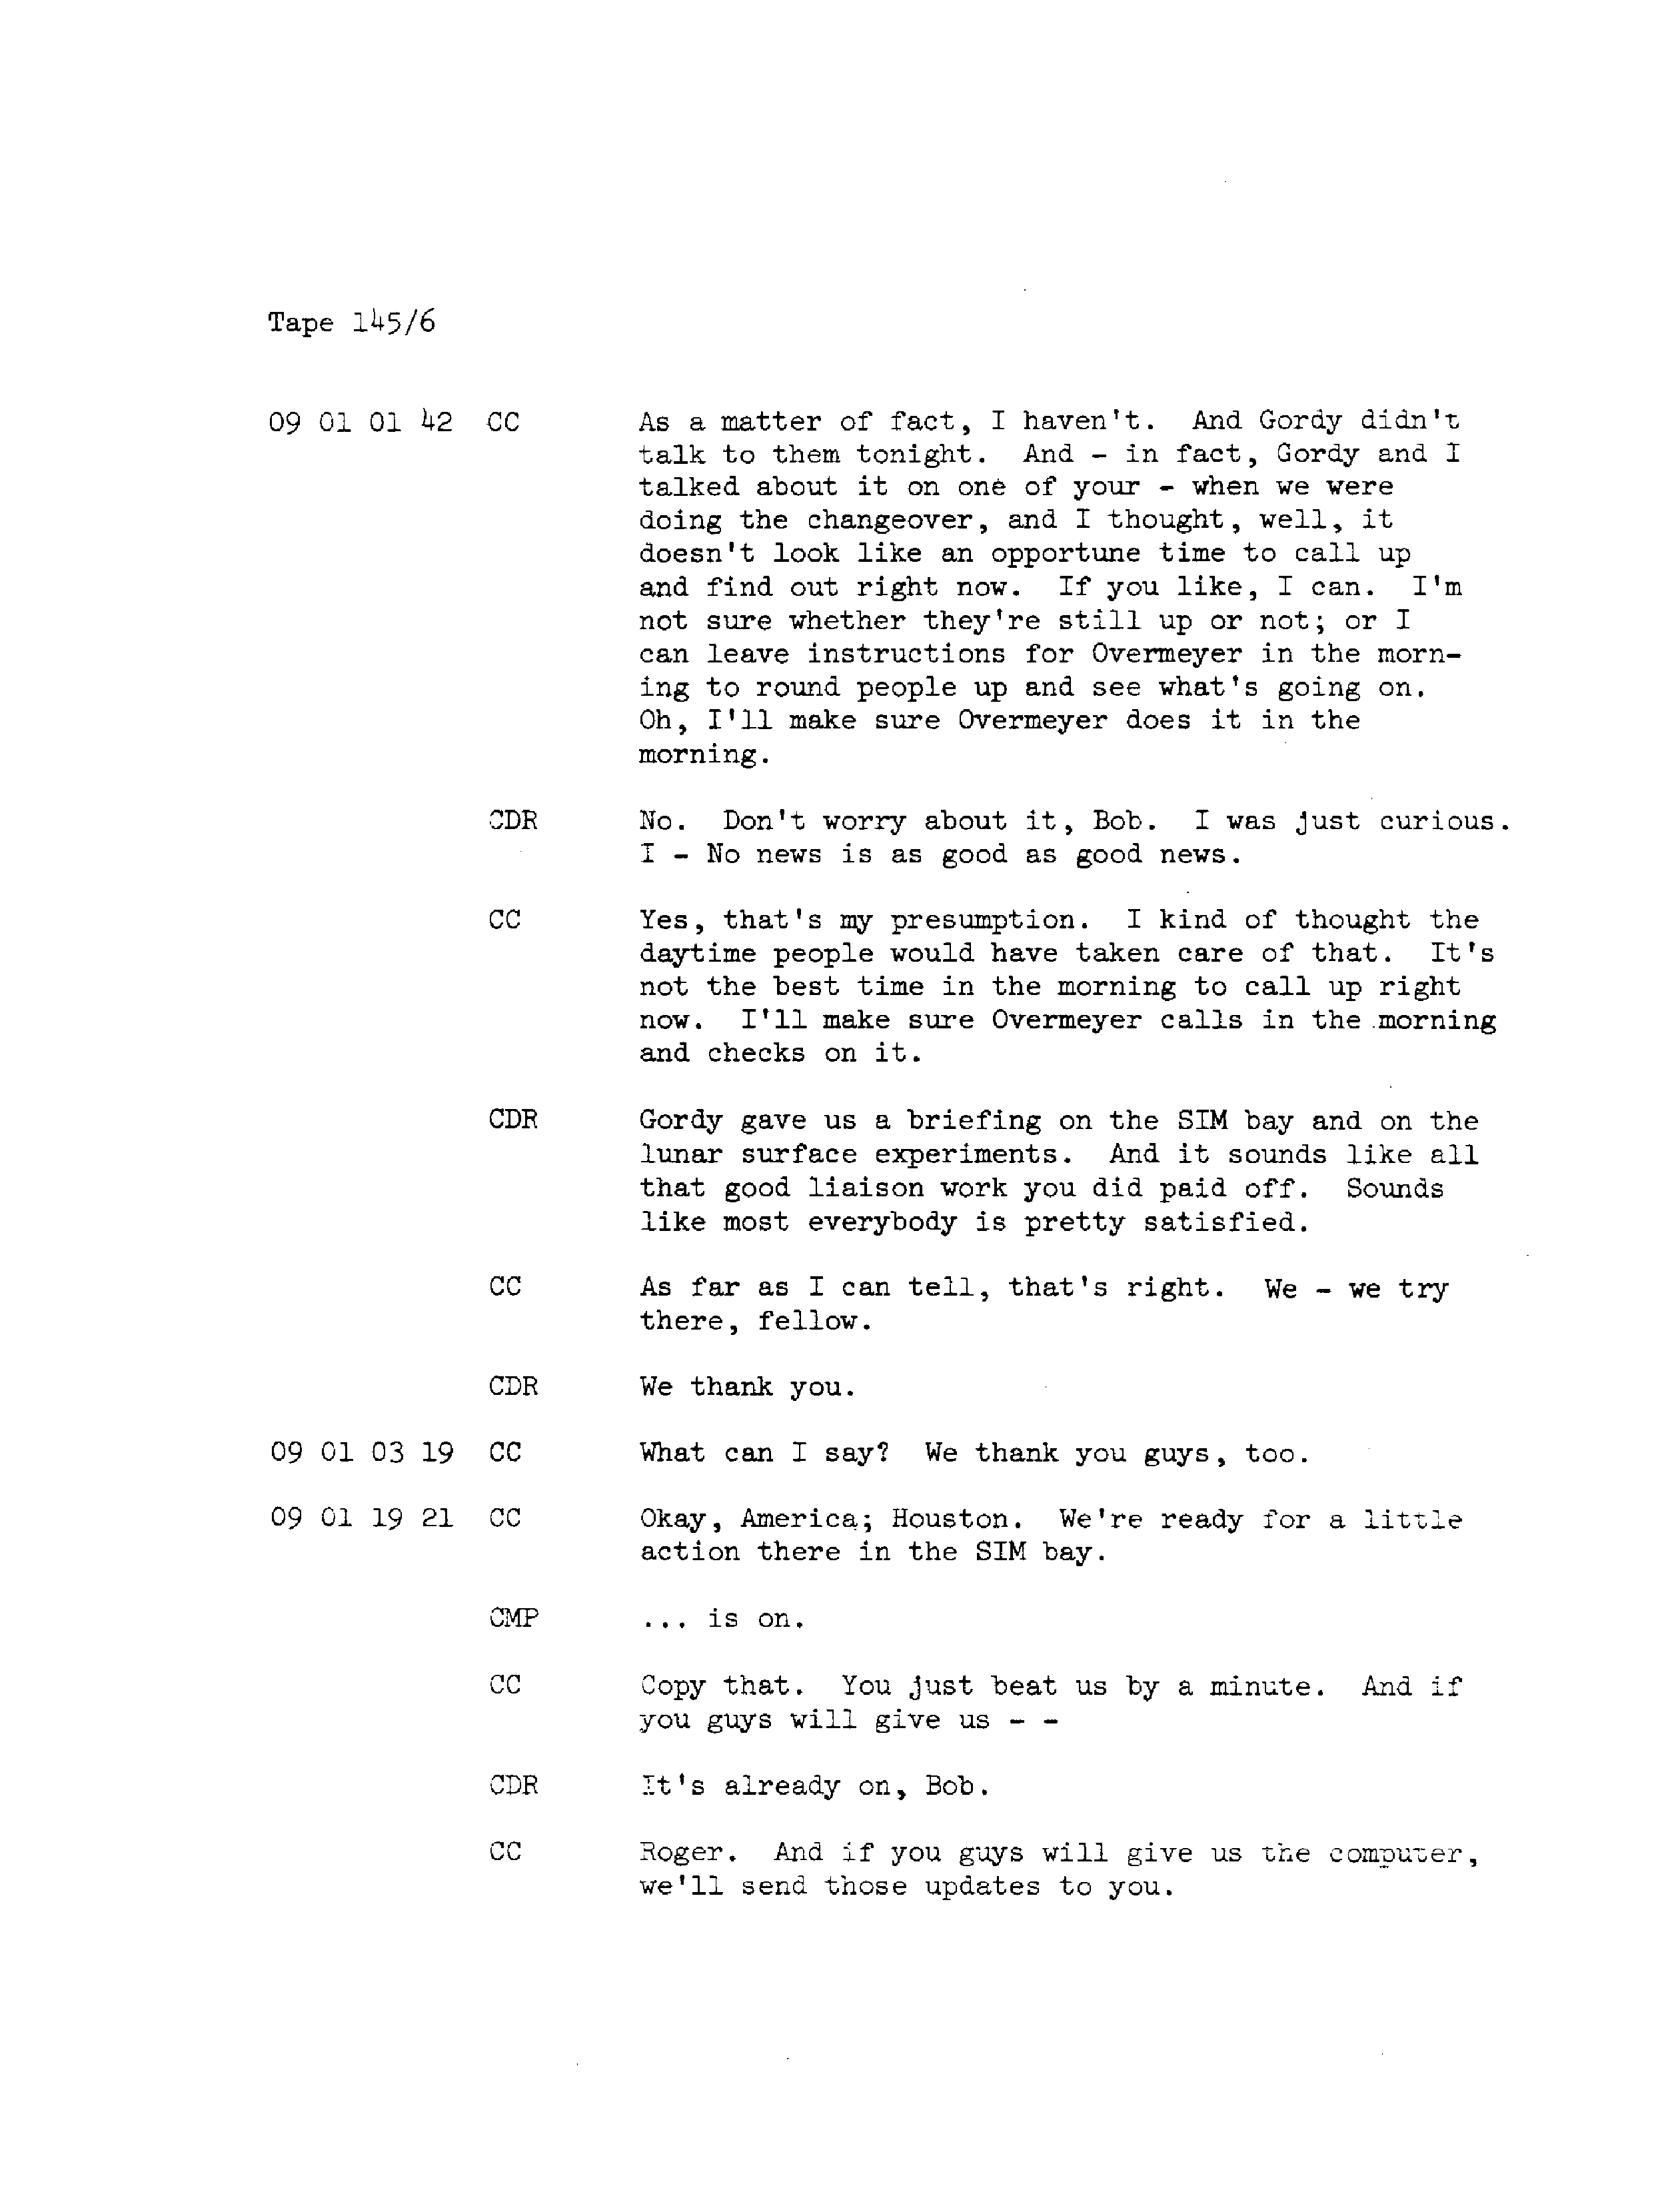 Tape 145/6
09 01 01 42 CC As a matter of fact, I haven't. And Gordy didn't
talk to them tonight. And - in fact, Gordy and I
talked about it on one of your - when we were
doing the changeover, and I thought, well, it
doesn't look like an opportune time to call up
and find out right now. If you like, I can. I'm
not sure whether they're still up or not; or I
can leave instructions for Overmeyer in the morn-
ing to round people up and see what's going on.
Oh, I'll make sure Overmeyer does it in the
morning.
CDR No. Don't worry about it, Bob. I was just curious.
I - No news is as good as good news.
CC Yes, that's my presumption. I kind of thought the
daytime people would have taken care of that. It's
not the best time in the morning to call up right
now. I'll make sure Overmeyer calls in the morning
and checks on it.
CDR Gordy gave us a briefing on the SIM bay and on the
lunar surface experiments. And it sounds like all
that good liaison work you did paid off. Sounds
like most everybody is pretty satisfied.
CC As far as I can tell, that's right. We - we try
there, fellow.
CDR We thank you.
09 01 03 19 CC What can I say? We thank you guys, too.
09 01 19 21 CC Okay, America; Houston. We're ready for a little
action there in the SIM bay.
CMP ... is on.
CC Copy that. You just beat us by a minute. And if
you guys will give us - -
CDR It's already on, Bob.
CC Roger. And if you guys will give us the computer,
we'll send those updates to you.